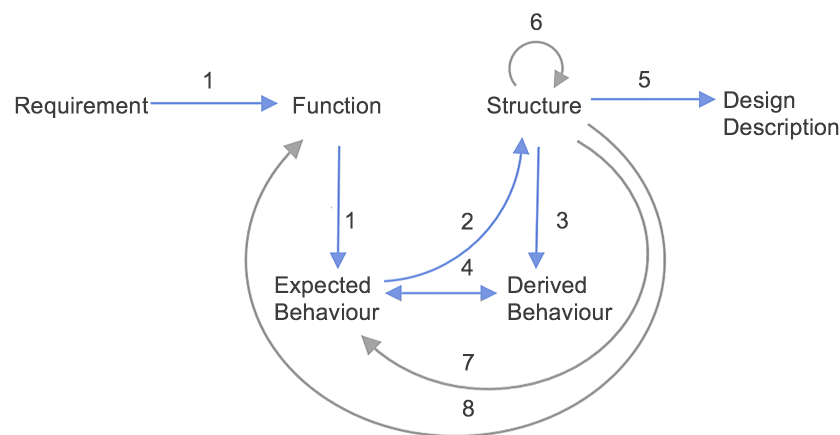 6
1
5
Requirement
Function
Structure
Design
Description
1
2
3
4
Expected
Behaviour
Derived
Behaviour
7
8